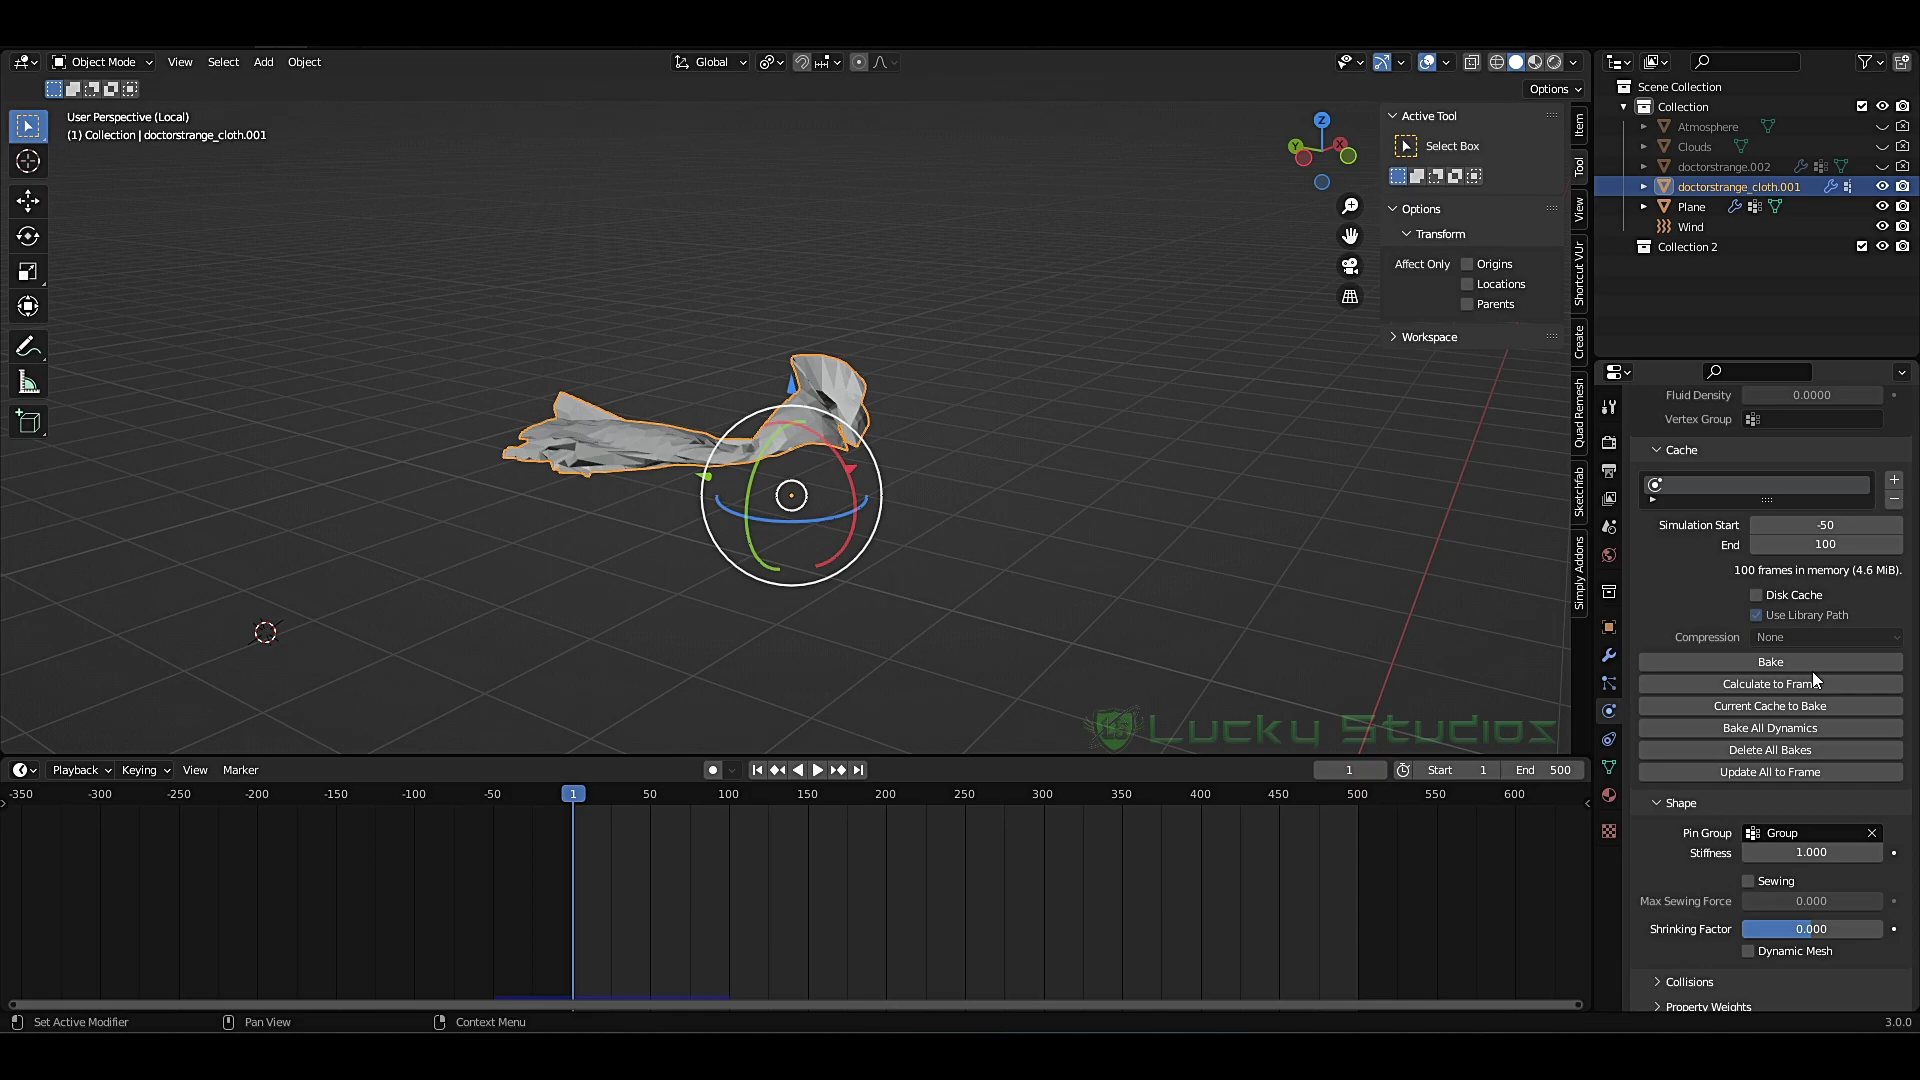 Object Mode View Select Add Object Global
Options
User Perspective (Local)
(1) Collection | doctorstrange_cloth.001
Z
Y
X
Active Tool
Select Box
Options
Transform
Affect Only Origins
Locations
Parents
Workspace
Item
Tool
View
Shortcut VUr
Create
Quad Remesh
Sketchfab
Simply Addons
Scene Collection
Collection
Atmosphere
Clouds
doctorstrange.002
doctorstrange_cloth.001
Plane
Wind
Collection 2
Fluid Density 0.0000
Vertex Group
Cache
Simulation Start -50
End 100
100 frames in memory (4.6 MiB).
Disk Cache
Use Library Path
Compression None
Bake
Calculate to Frame
Current Cache to Bake
Bake All Dynamics
Delete All Bakes
Update All to Frame
Shape
Pin Group Group
Stiffness 1.000
Sewing
Max Sewing Force 0.000
Shrinking Factor 0.000
Dynamic Mesh
Collisions
Property Weights
Lucky Studios
Playback Keying View Marker 1 Start 1 End 500
-350 -300 -250 -200 -150 -100 -50 1 50 100 150 200 250 300 350 400 450 500 550 600
Set Active Modifier Pan View Context Menu 3.0.0